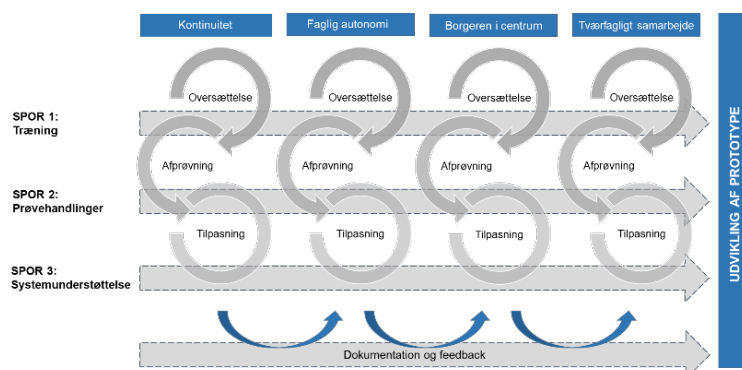 Kontinuitet
Faglig autonomi
Borgeren i centrum
Tværfagligt samarbejde
Oversættelse
Oversættelse
Oversættelse
Oversættelse
SPOR 1:
Træning
Afprøvning
Afprøvning
Afprøvning
Afprøvning
SPOR 2:
Prøvehandlinger
Tilpasning
Tilpasning
Tilpasning
Tilpasning
SPOR 3:
Systemunderstøttelse
Dokumentation og feedback
UDVIKLING AF PROTOTYPE